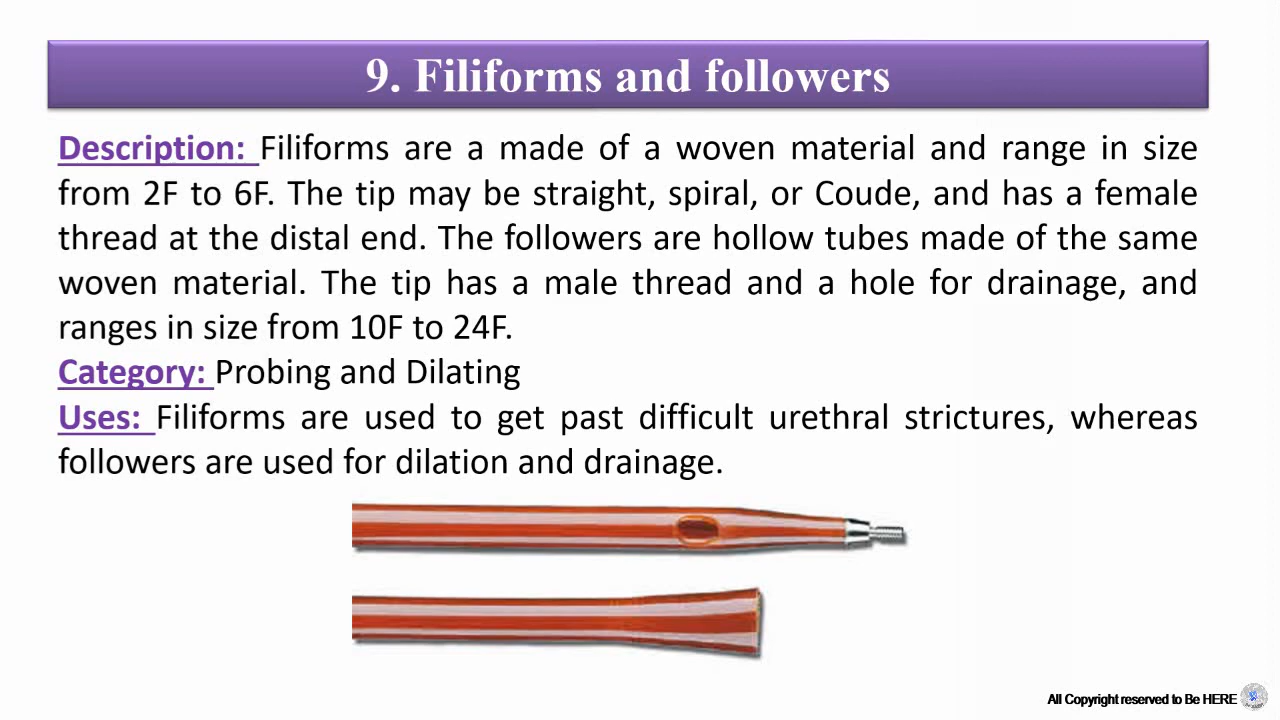 9. Filiforms and followers
Description: Filiforms are a made of a woven material and range in size
from 2F to 6F. The tip may be straight, spiral, or Coude, and has a female
thread at the distal end. The followers are hollow tubes made of the same
woven material. The tip has a male thread and a hole for drainage, and
ranges in size from 10F to 24F.
Category: Probing and Dilating
Uses: Filiforms are used to get past difficult urethral strictures, whereas
followers are used for dilation and drainage.
All Copyright reserved to Be HERE